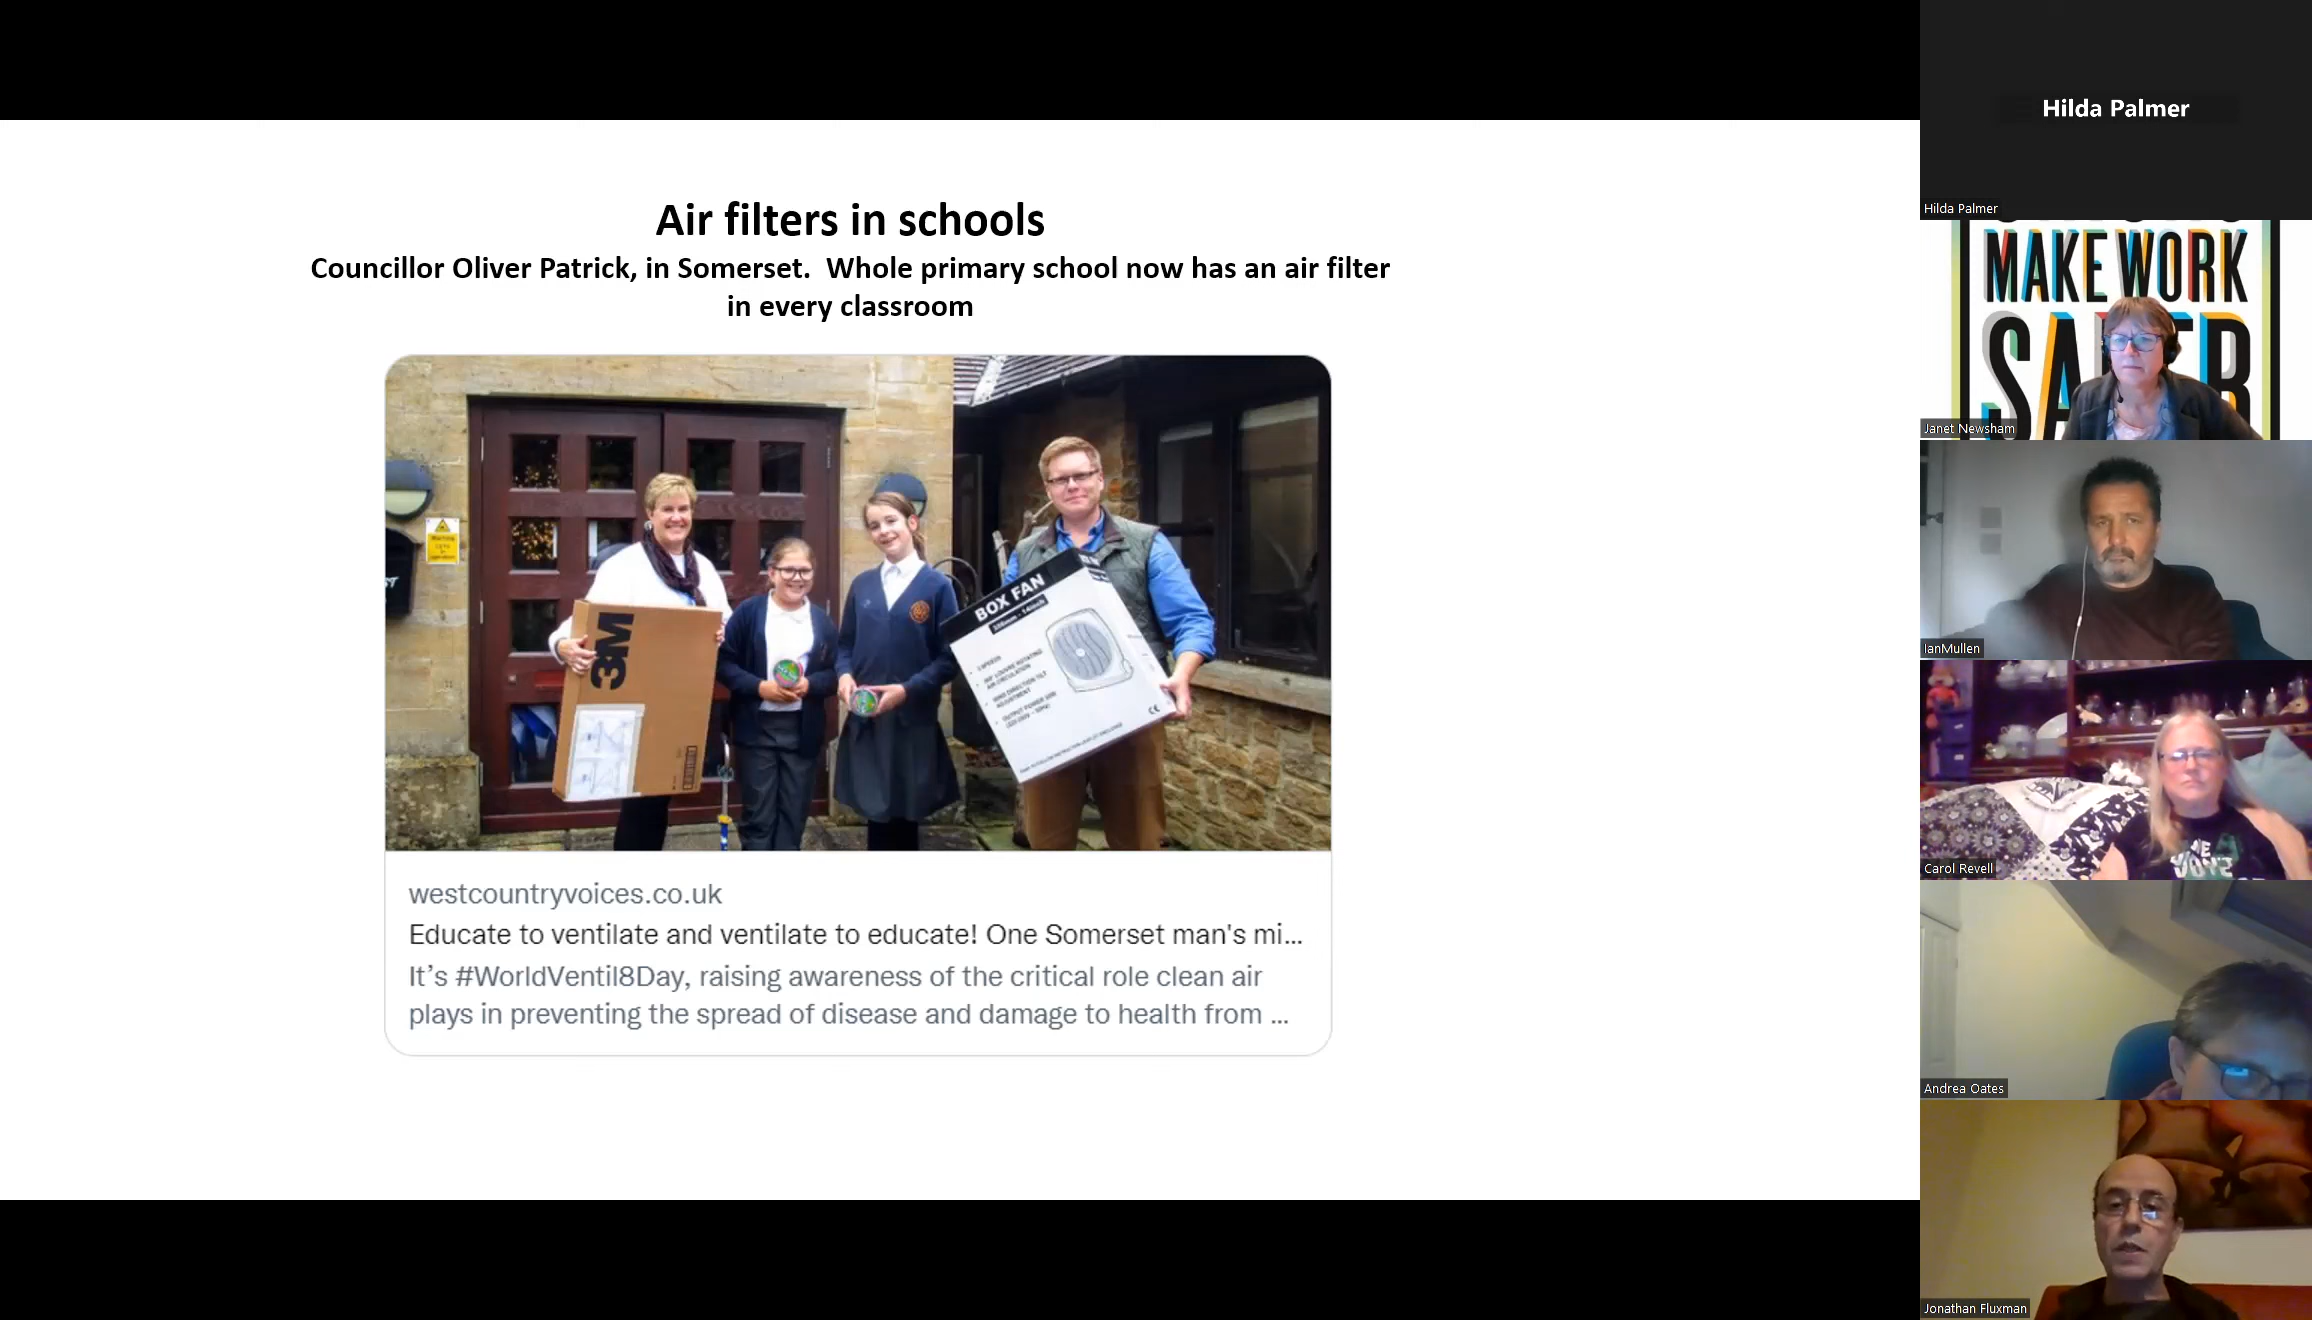 Air filters in schools
Councillor Oliver Patrick, in Somerset.  Whole primary school now has an air filter
in every classroom
3M
BOX FAN
westcountryvoices.co.uk
Educate to ventilate and ventilate to educate! One Somerset man's mi...
It’s #WorldVentil8Day, raising awareness of the critical role clean air
plays in preventing the spread of disease and damage to health from ...
Hilda Palmer
Hilda Palmer
MAKE WORK
Janet Newsham
IanMullen
Carol Revell
Andrea Oates
Jonathan Fluxman